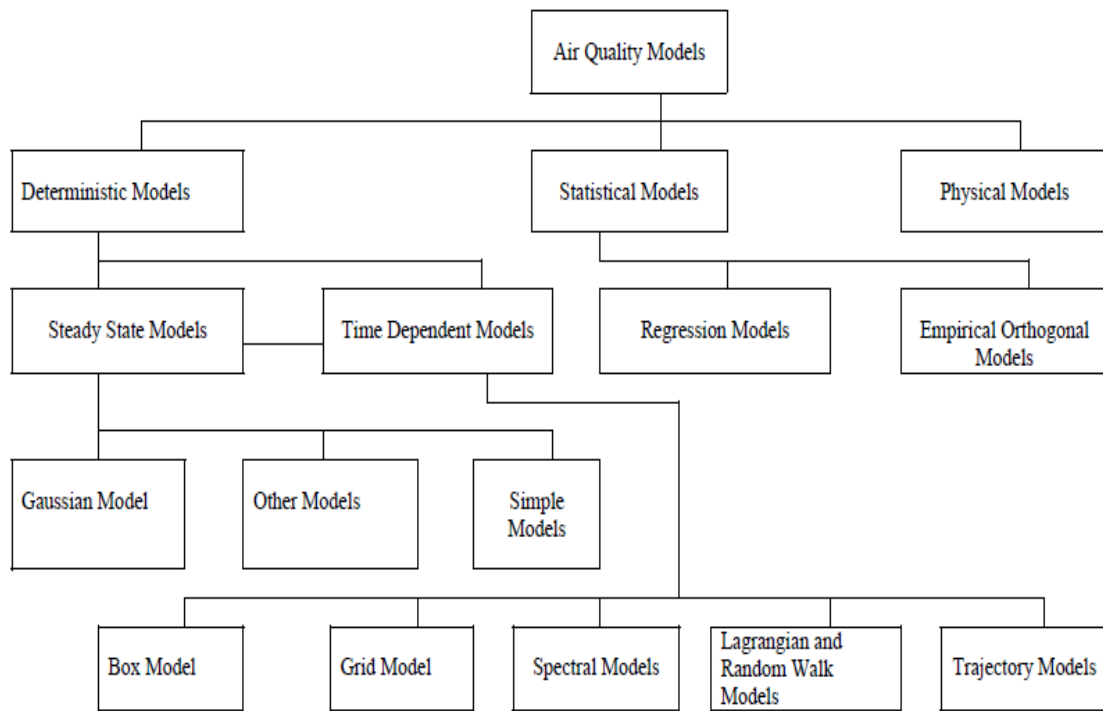 Air Quality Models
Deterministic Models
Statistical Models
Physical Models
Steady State Models
Time Dependent Models
Regression Models
Empirical Orthogonal
Models
Gaussian Model
Other Models
Simple
Models
Box Model
Grid Model
Spectral Models
Lagrangian and
Random Walk
Models
Trajectory Models